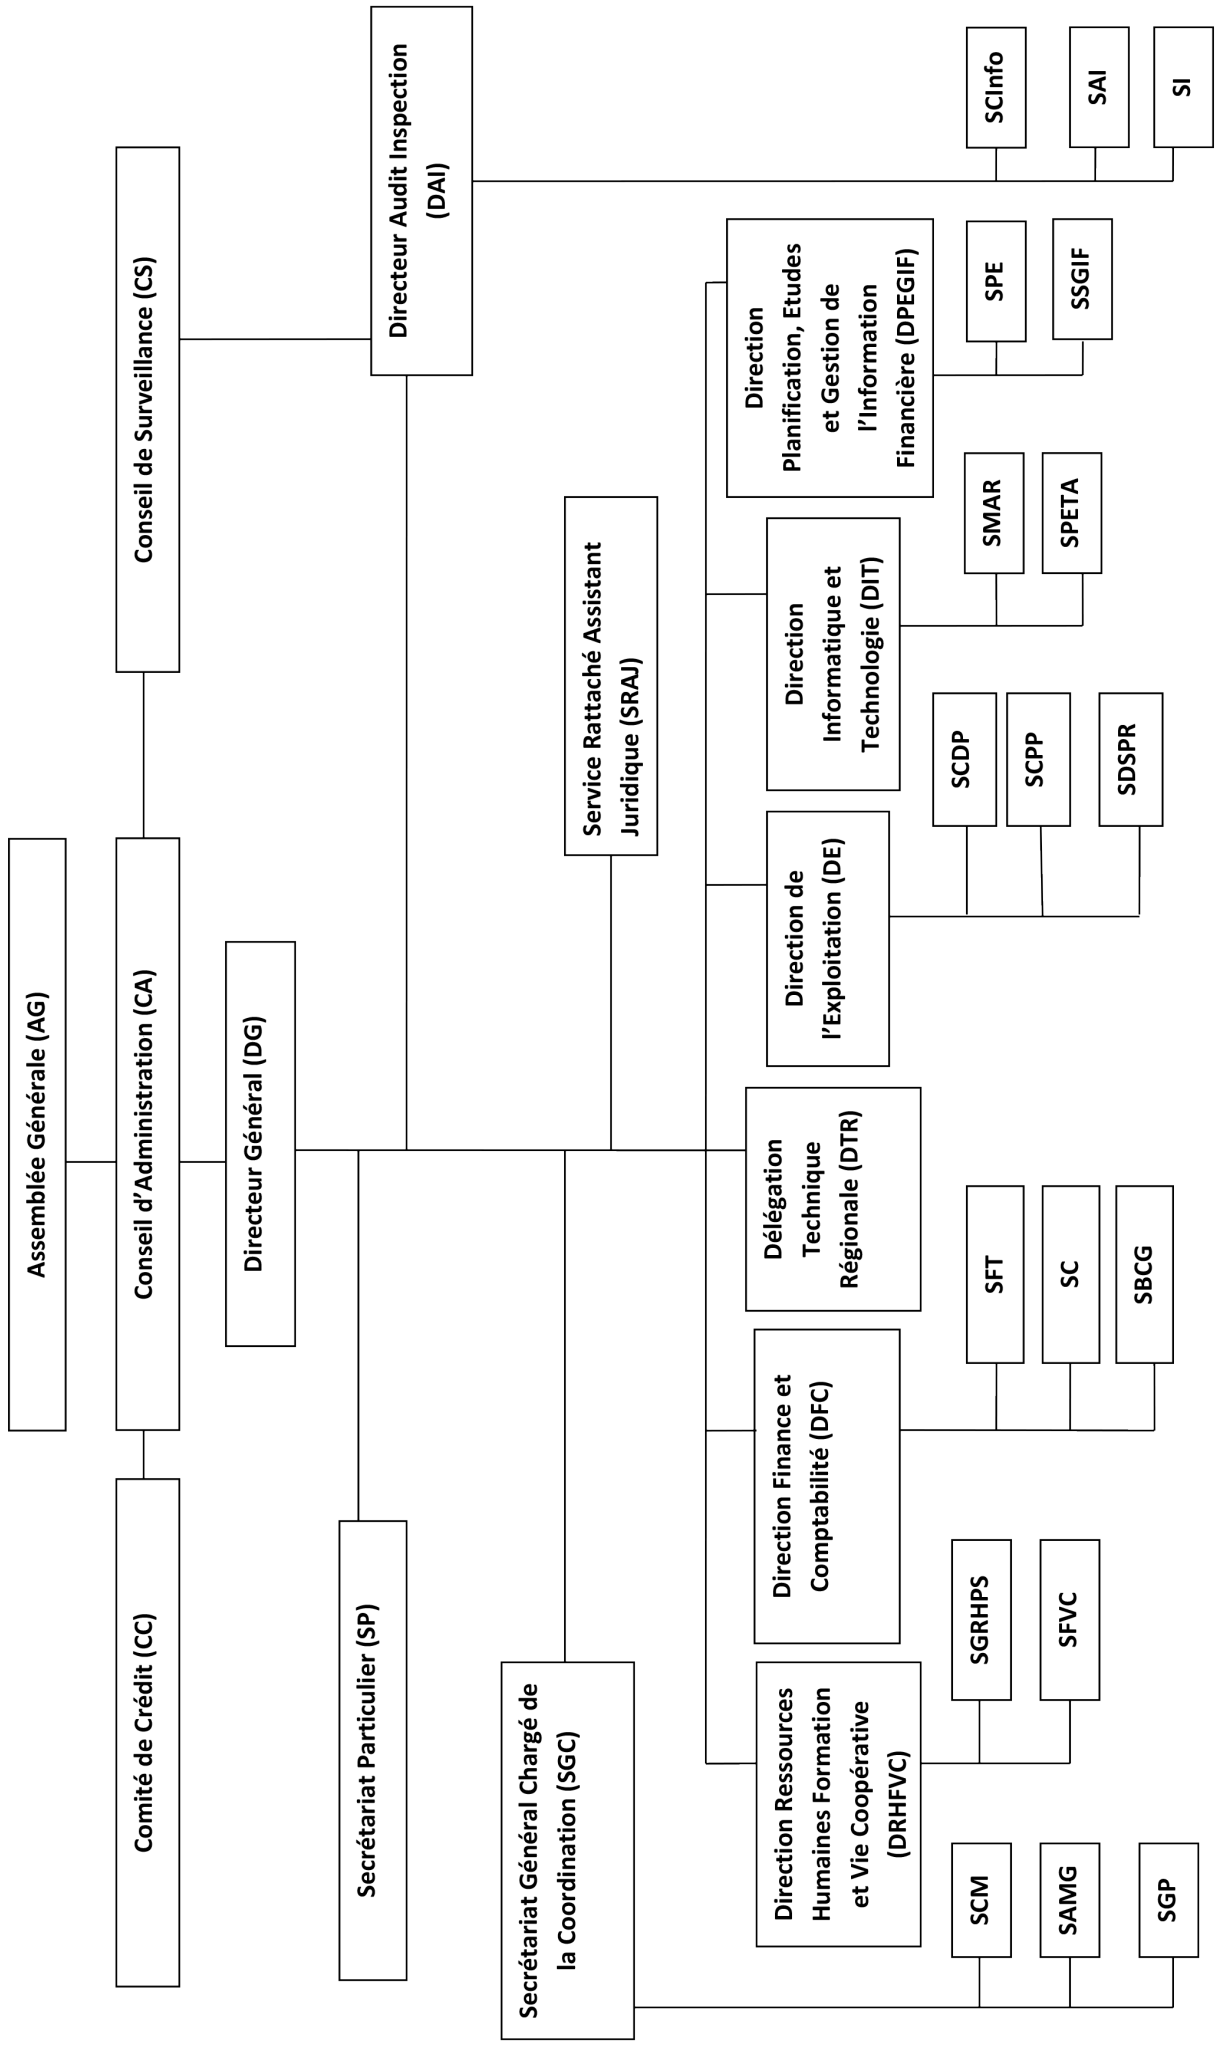 Assemblée Générale (AG)
Comité de Crédit (CC)
Conseil d'Administration (CA)
Conseil de Surveillance (CS)
Directeur Général (DG)
Secrétariat Particulier (SP)
Directeur Audit Inspection
(DAI)
Secrétariat Général Chargé de
la Coordination (SGC)
Service Rattaché Assistant
Juridique (SRAJ)
Direction Ressources
Humaines Formation
et Vie Coopérative
(DRHFVC)
Direction Finance et
Comptabilité (DFC)
Délégation
Technique
Régionale (DTR)
Direction de
l'Exploitation (DE)
Direction
Informatique et
Technologie (DIT)
Direction
Planification, Etudes
et Gestion de
l'Information
Financière (DPEGIF)
SCM
SAMG
SGP
SGRHPS
SFVC
SFT
SC
SBCG
SCDP
SCPP
SDSPR
SMAR
SPETA
SPE
SSGIF
SCInfo
SAI
SI